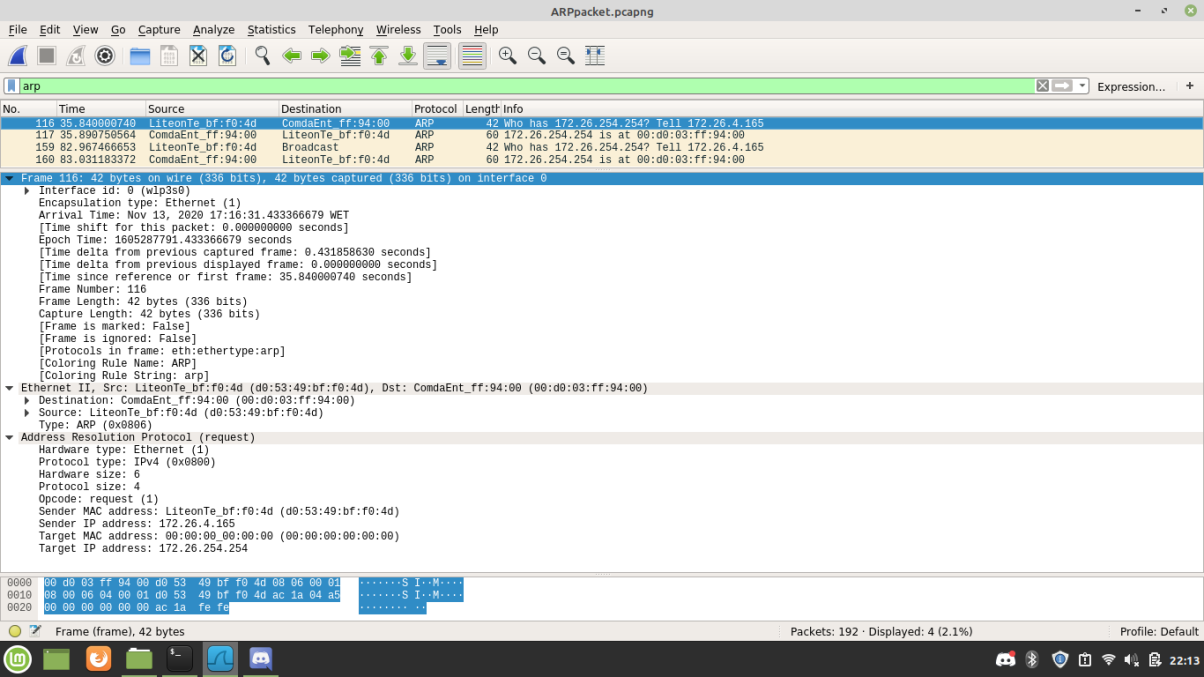 ARPpacket.pcapng
File Edit View Go Capture Analyze Statistics Telephony Wireless Tools Help
arp Expression… +
No. Time Source Destination Protocol Length Info
116 35.840000740 LiteonTe_bf:f0:4d ComdaEnt_ff:94:00 ARP 42 Who has 172.26.254.254? Tell 172.26.4.165
117 35.890750564 ComdaEnt_ff:94:00 LiteonTe_bf:f0:4d ARP 60 172.26.254.254 is at 00:d0:03:ff:94:00
159 82.967466653 LiteonTe_bf:f0:4d Broadcast ARP 42 Who has 172.26.254.254? Tell 172.26.4.165
160 83.031183372 ComdaEnt_ff:94:00 LiteonTe_bf:f0:4d ARP 60 172.26.254.254 is at 00:d0:03:ff:94:00
Frame 116: 42 bytes on wire (336 bits), 42 bytes captured (336 bits) on interface 0
Interface id: 0 (wlp3s0)
Encapsulation type: Ethernet (1)
Arrival Time: Nov 13, 2020 17:16:31.433366679 WET
[Time shift for this packet: 0.000000000 seconds]
Epoch Time: 1605287791.433366679 seconds
[Time delta from previous captured frame: 0.431858630 seconds]
[Time delta from previous displayed frame: 0.000000000 seconds]
[Time since reference or first frame: 35.840000740 seconds]
Frame Number: 116
Frame Length: 42 bytes (336 bits)
Capture Length: 42 bytes (336 bits)
[Frame is marked: False]
[Frame is ignored: False]
[Protocols in frame: eth:ethertype:arp]
[Coloring Rule Name: ARP]
[Coloring Rule String: arp]
Ethernet II, Src: LiteonTe_bf:f0:4d (d0:53:49:bf:f0:4d), Dst: ComdaEnt_ff:94:00 (00:d0:03:ff:94:00)
Destination: ComdaEnt_ff:94:00 (00:d0:03:ff:94:00)
Source: LiteonTe_bf:f0:4d (d0:53:49:bf:f0:4d)
Type: ARP (0x0806)
Address Resolution Protocol (request)
Hardware type: Ethernet (1)
Protocol type: IPv4 (0x0800)
Hardware size: 6
Protocol size: 4
Opcode: request (1)
Sender MAC address: LiteonTe_bf:f0:4d (d0:53:49:bf:f0:4d)
Sender IP address: 172.26.4.165
Target MAC address: 00:00:00_00:00:00 (00:00:00:00:00:00)
Target IP address: 172.26.254.254
0000 00 d0 03 ff 94 00 d0 53 49 bf f0 4d 08 06 00 01 ·······S I··M····
0010 08 00 06 04 00 01 d0 53 49 bf f0 4d ac 1a 04 a5 ·······S I··M····
0020 00 00 00 00 00 00 ac 1a fe fe ········ ··
Frame (frame), 42 bytes Packets: 192 · Displayed: 4 (2.1%) Profile: Default
22:13